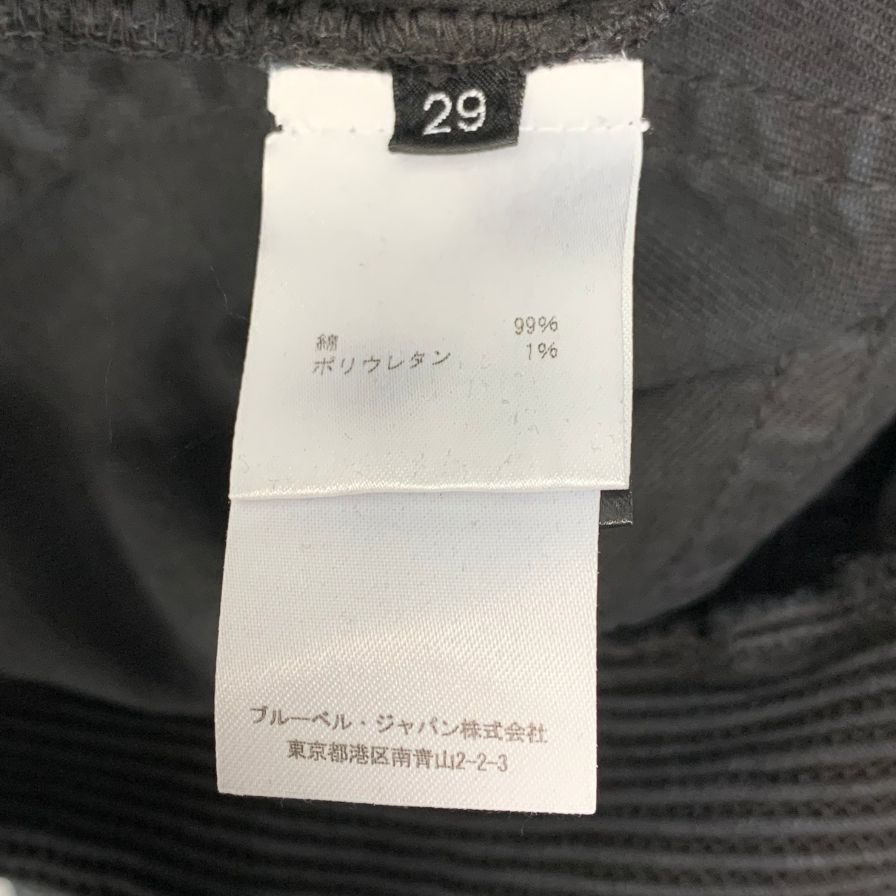 29
綿 99%
ポリウレタン 1%
ブルーベル・ジャパン株式会社
東京都港区南青山2-2-3